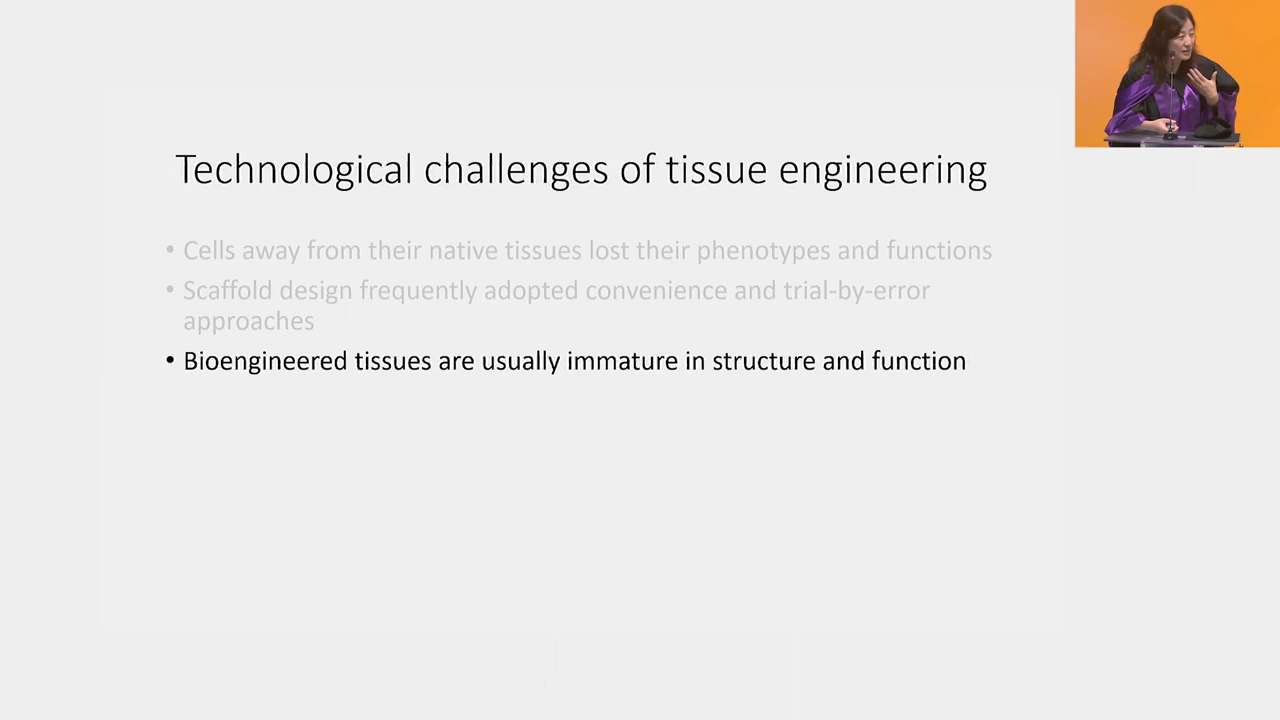 Technological challenges of tissue engineering
• Cells away from their native tissues lost their phenotypes and functions
• Scaffold design frequently adopted convenience and trial-by-error
approaches
• Bioengineered tissues are usually immature in structure and function